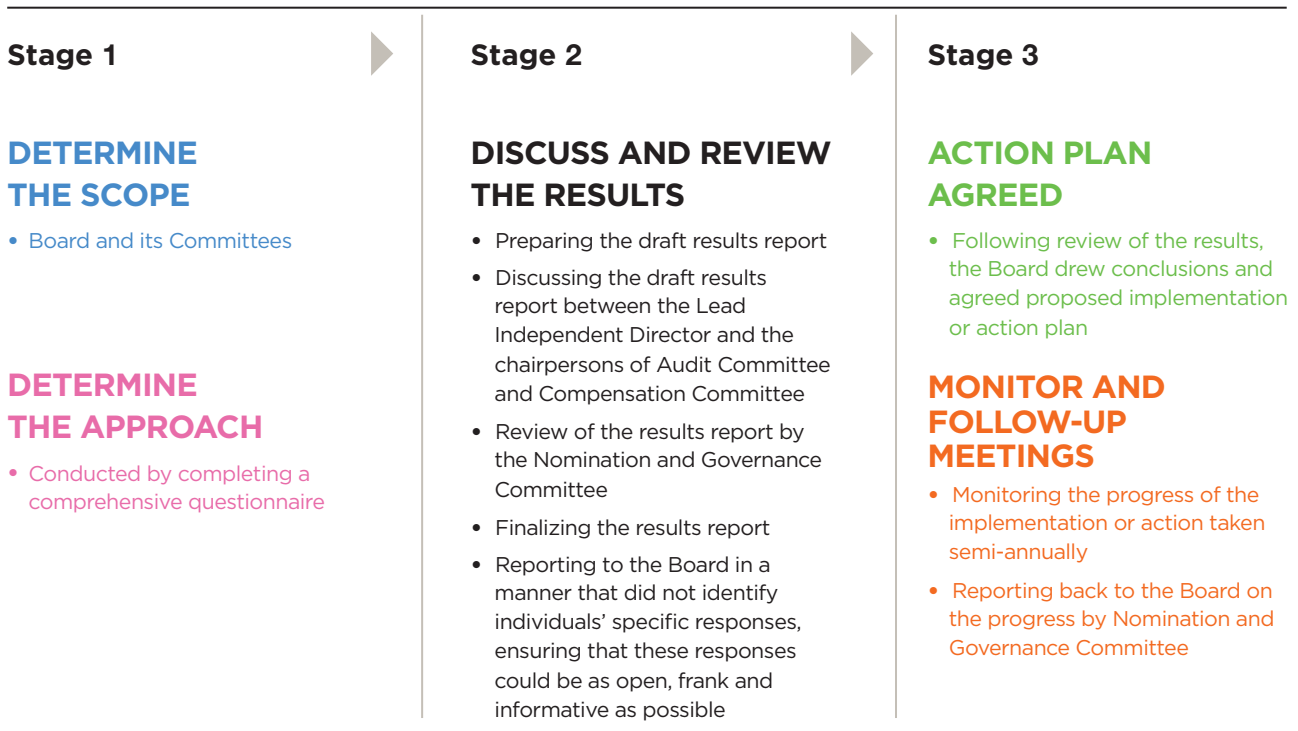 Stage 1
DETERMINE
THE SCOPE
• Board and its Committees
DETERMINE
THE APPROACH
• Conducted by completing a
comprehensive questionnaire
Stage 2
DISCUSS AND REVIEW
THE RESULTS
• Preparing the draft results report
• Discussing the draft results
report between the Lead
Independent Director and the
chairpersons of Audit Committee
and Compensation Committee
• Review of the results report by
the Nomination and Governance
Committee
• Finalizing the results report
• Reporting to the Board in a
manner that did not identify
individuals’ specific responses,
ensuring that these responses
could be as open, frank and
informative as possible
Stage 3
ACTION PLAN
AGREED
• Following review of the results,
the Board drew conclusions and
agreed proposed implementation
or action plan
MONITOR AND
FOLLOW-UP
MEETINGS
• Monitoring the progress of the
implementation or action taken
semi-annually
• Reporting back to the Board on
the progress by Nomination and
Governance Committee